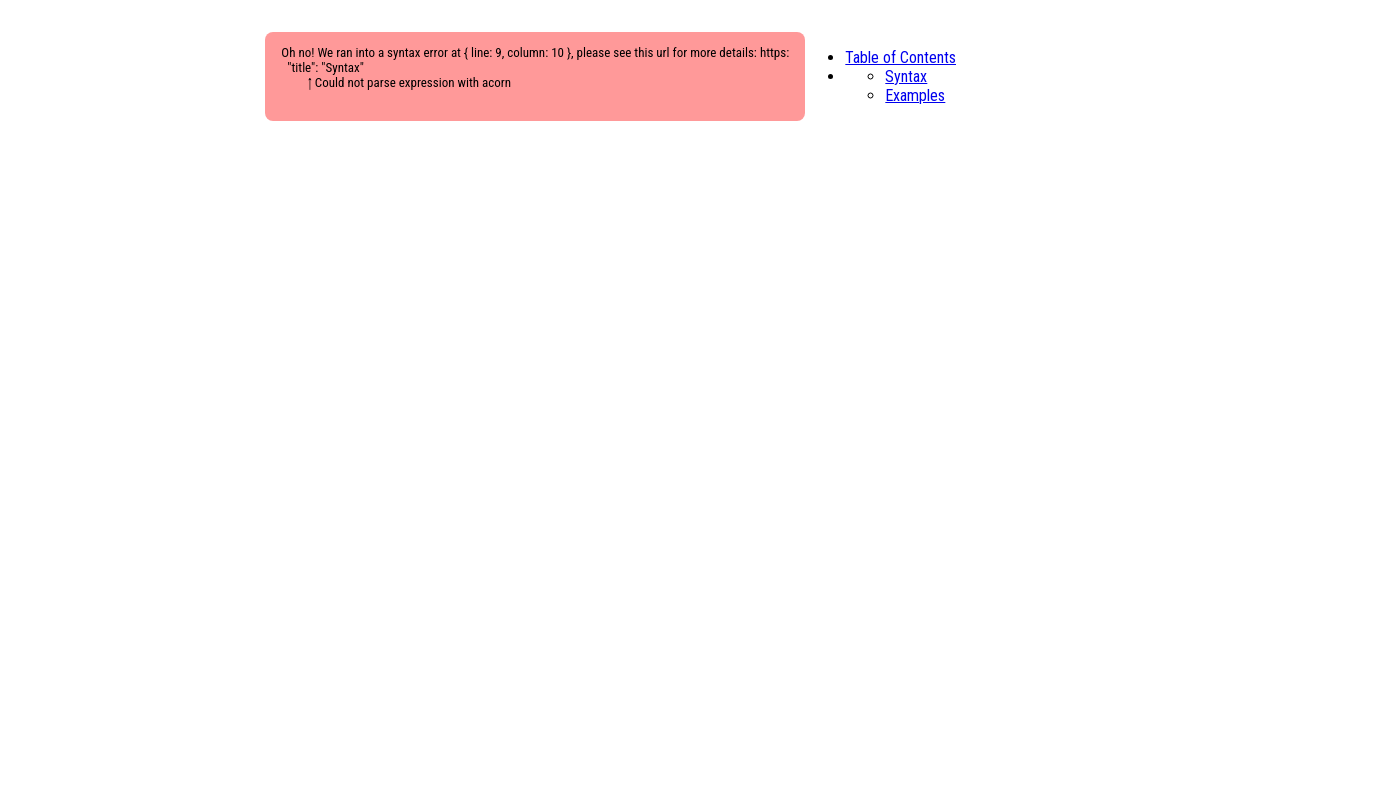 Oh no! We ran into a syntax error at { line: 9, column: 10 }, please see this url for more details: https:
"title": "Syntax"
↑ Could not parse expression with acorn
Table of Contents
Syntax
Examples